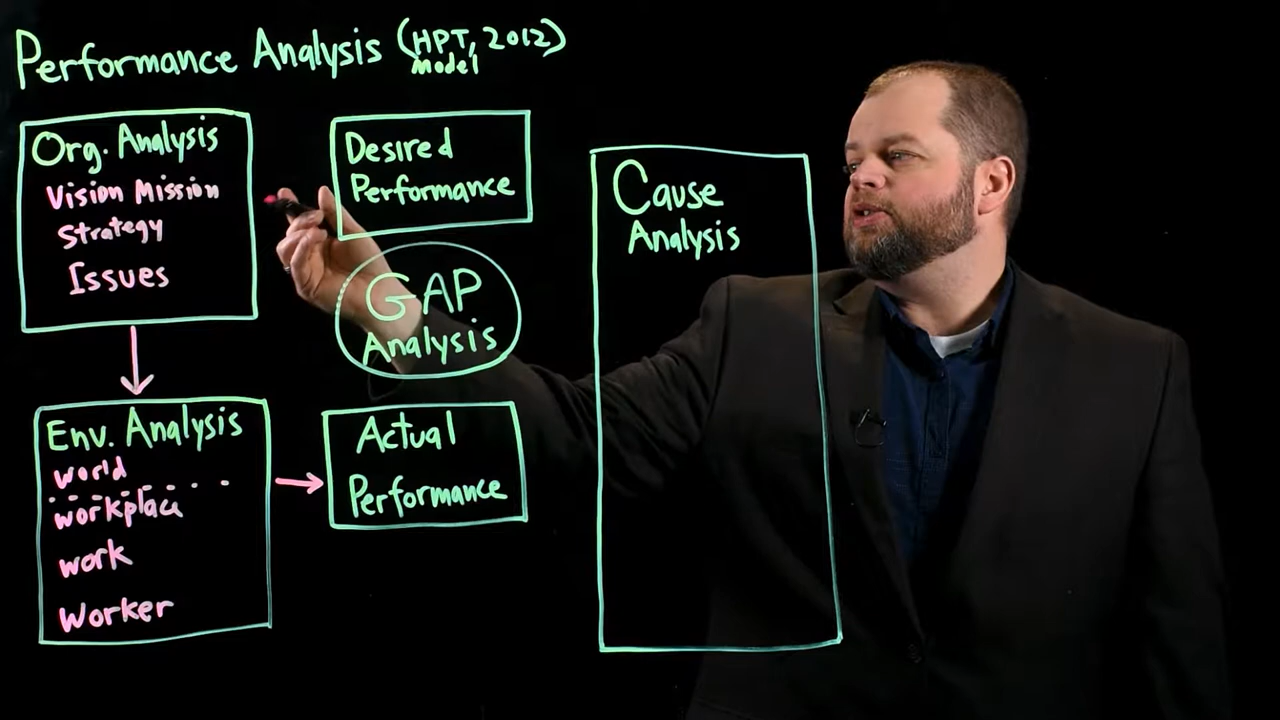 Performance Analysis (HPT, 2012)
Model
Org. Analysis
Vision Mission
Strategy
Issues
Desired
Performance
GAP
Analysis
Cause
Analysis
Env. Analysis
world
workplace
work
Worker
Actual
Performance